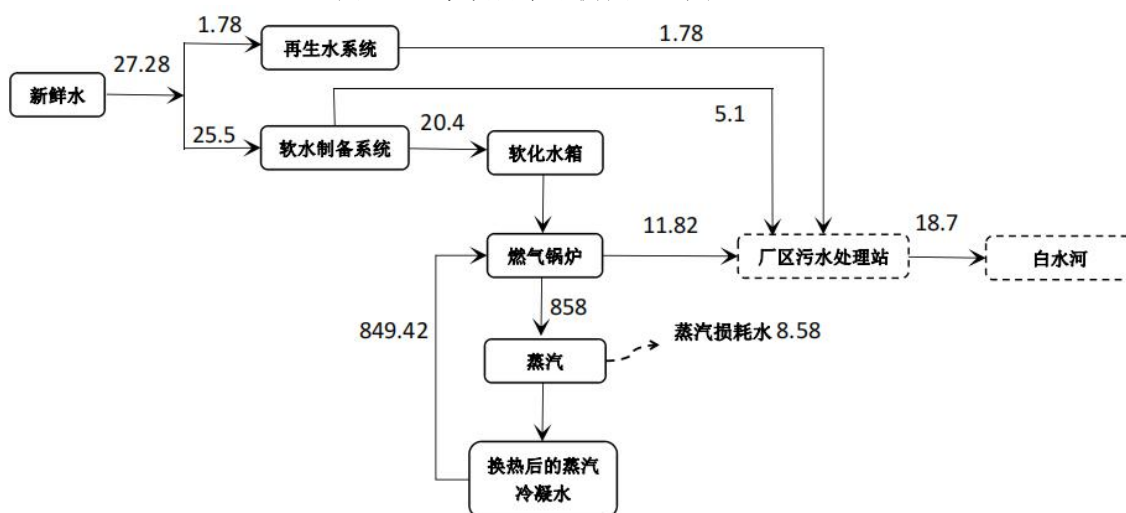 1.78
再生水系统
1.78
27.28
新鲜水
25.5
软水制备系统
20.4
软化水箱
5.1
燃气锅炉
11.82
厂区污水处理站
18.7
白水河
858
849.42
蒸汽损耗水 8.58
蒸汽
换热后的蒸汽
冷凝水